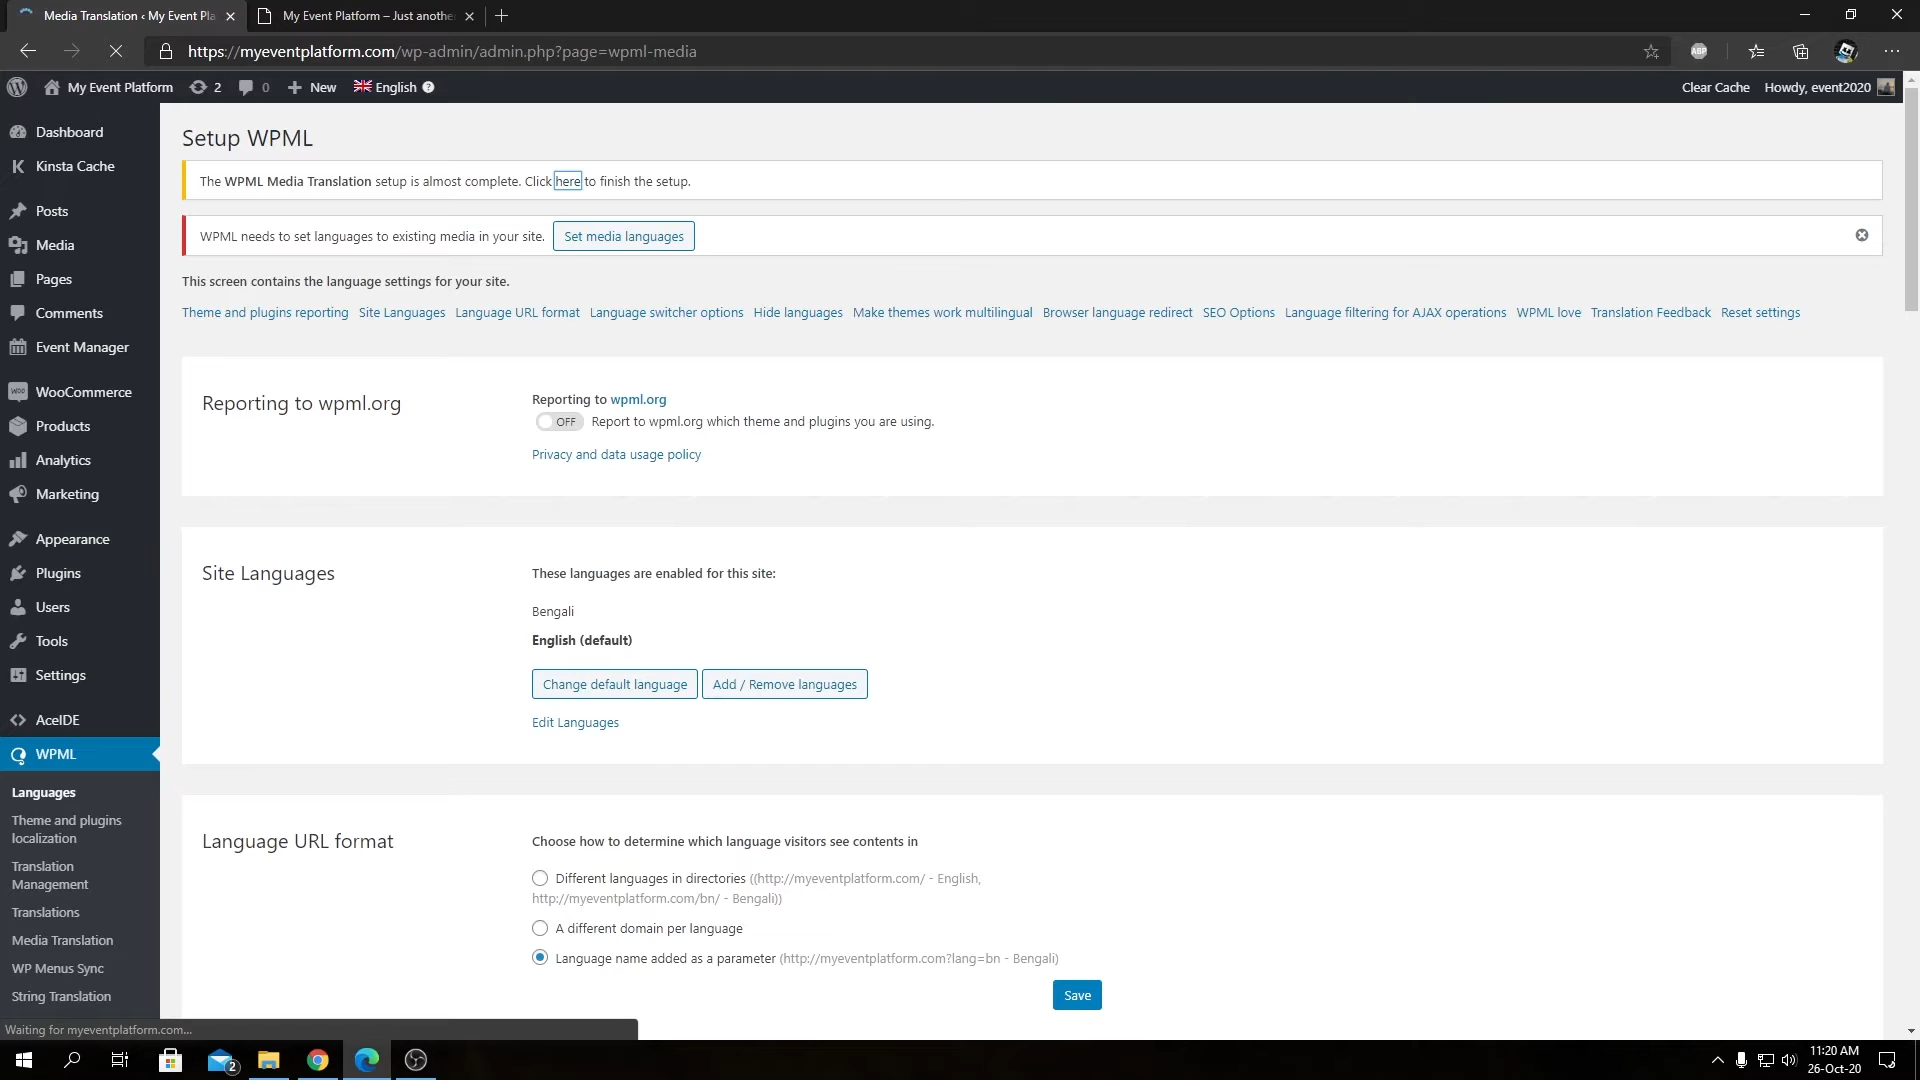 Media Translation ‹ My Event Pla
My Event Platform – Just anothe
https://myeventplatform.com/wp-admin/admin.php?page=wpml-media
ABP
My Event Platform
2
0
New
English
Clear Cache
Howdy, event2020
Dashboard
Kinsta Cache
Posts
Media
Pages
Comments
Event Manager
WooCommerce
Products
Analytics
Marketing
Appearance
Plugins
Users
Tools
Settings
AceIDE
WPML
Languages
Theme and plugins
localization
Translation
Management
Translations
Media Translation
WP Menus Sync
String Translation
Setup WPML
The WPML Media Translation setup is almost complete. Click here to finish the setup.
WPML needs to set languages to existing media in your site. Set media languages
This screen contains the language settings for your site.
Theme and plugins reporting Site Languages Language URL format Language switcher options Hide languages Make themes work multilingual Browser language redirect SEO Options Language filtering for AJAX operations WPML love Translation Feedback Reset settings
Reporting to wpml.org
Reporting to wpml.org
OFF Report to wpml.org which theme and plugins you are using.
Privacy and data usage policy
Site Languages
These languages are enabled for this site:
Bengali
English (default)
Change default language Add / Remove languages
Edit Languages
Language URL format
Choose how to determine which language visitors see contents in
Different languages in directories ((http://myeventplatform.com/ - English,
http://myeventplatform.com/bn/ - Bengali))
A different domain per language
Language name added as a parameter (http://myeventplatform.com?lang=bn - Bengali)
Save
Waiting for myeventplatform.com...
2
11:20 AM
26-Oct-20